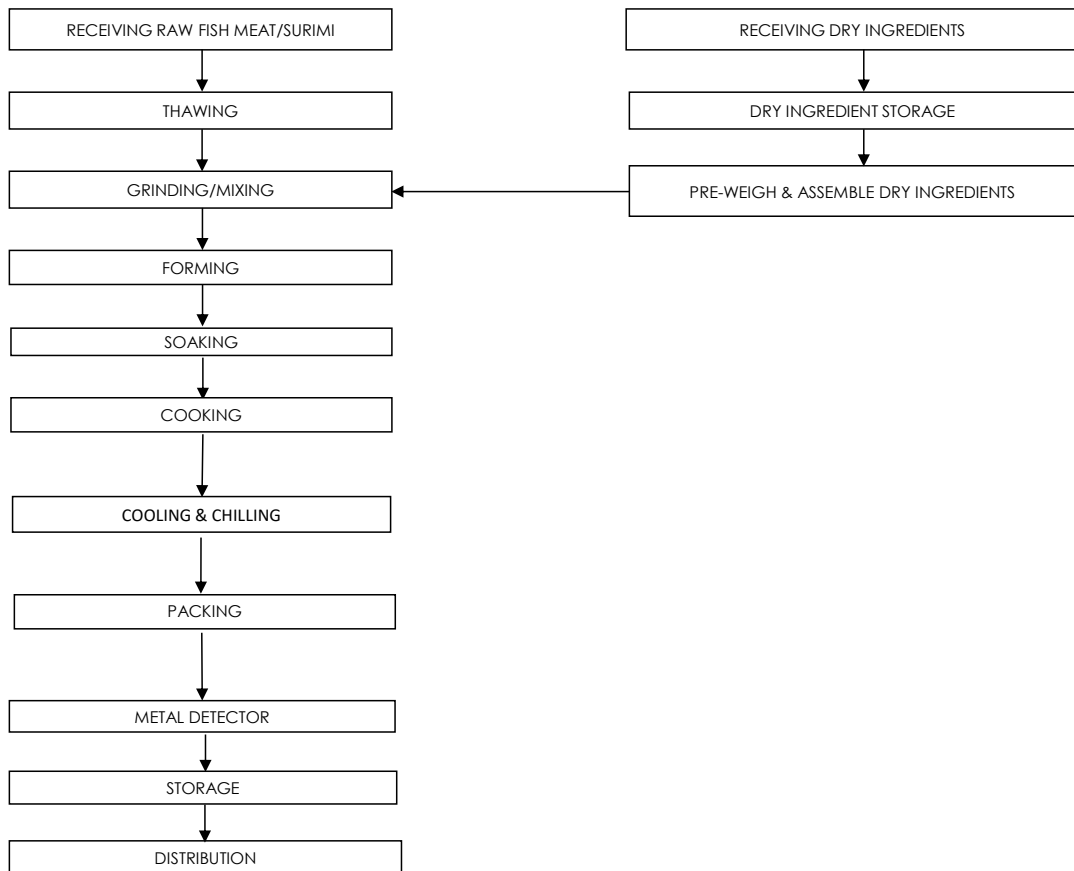 RECEIVING RAW FISH MEAT/SURIMI
THAWING
GRINDING/MIXING
FORMING
SOAKING
COOKING
COOLING & CHILLING
PACKING
METAL DETECTOR
STORAGE
DISTRIBUTION
RECEIVING DRY INGREDIENTS
DRY INGREDIENT STORAGE
PRE-WEIGH & ASSEMBLE DRY INGREDIENTS